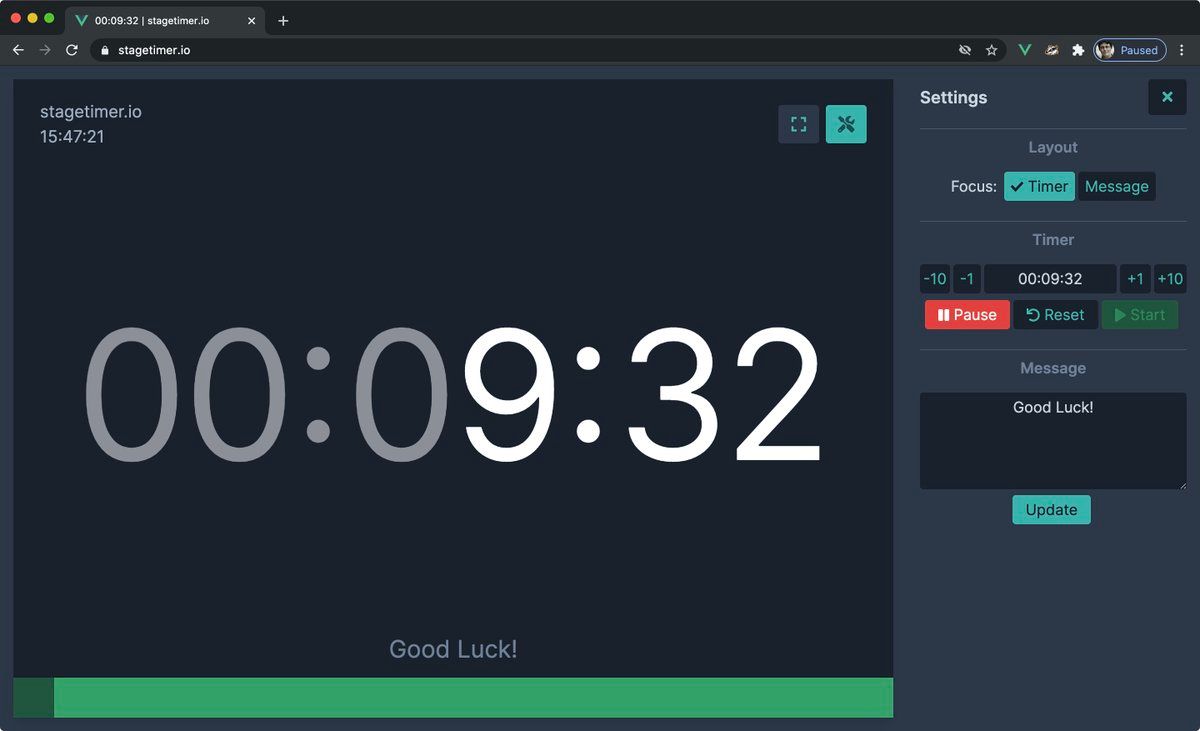 00:09:32 | stagetimer.io
stagetimer.io
Paused
stagetimer.io
15:47:21
00:09:32
Good Luck!
Settings
Layout
Focus: Timer Message
Timer
-10 -1 00:09:32 +1 +10
Pause Reset Start
Message
Good Luck!
Update